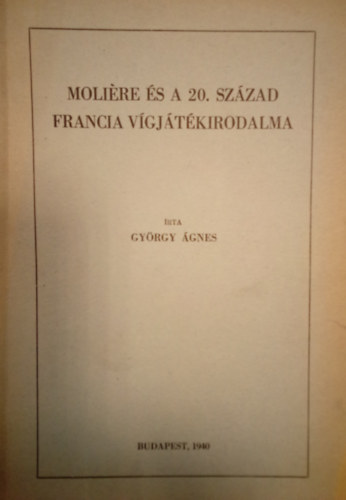 MOLIÈRE ÉS A 20. SZÁZAD
FRANCIA VÍGJÁTÉKIRODALMA
ÍRTA
GYÖRGY ÁGNES
BUDAPEST, 1940